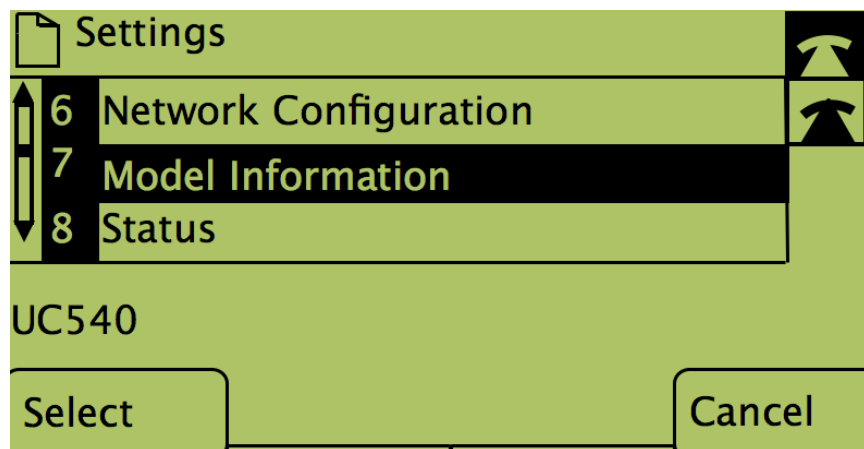 Settings
6 Network Configuration
7 Model Information
8 Status
UC540
Select Cancel